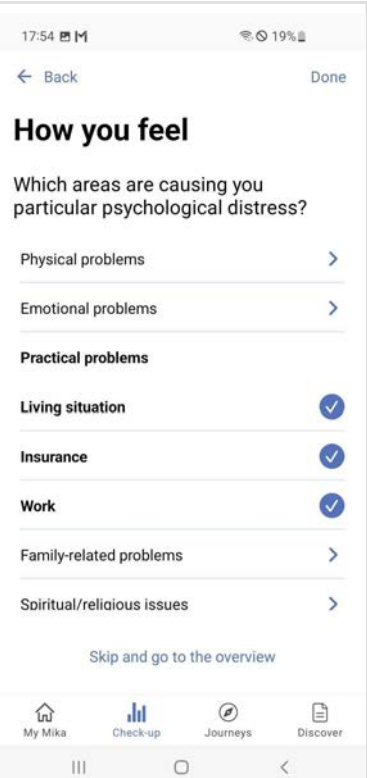 17:54 M 19%
Back Done
How you feel
Which areas are causing you
particular psychological distress?
Physical problems
Emotional problems
Practical problems
Living situation
Insurance
Work
Family-related problems
Spiritual/religious issues
Skip and go to the overview
My Mika Check-up Journeys Discover